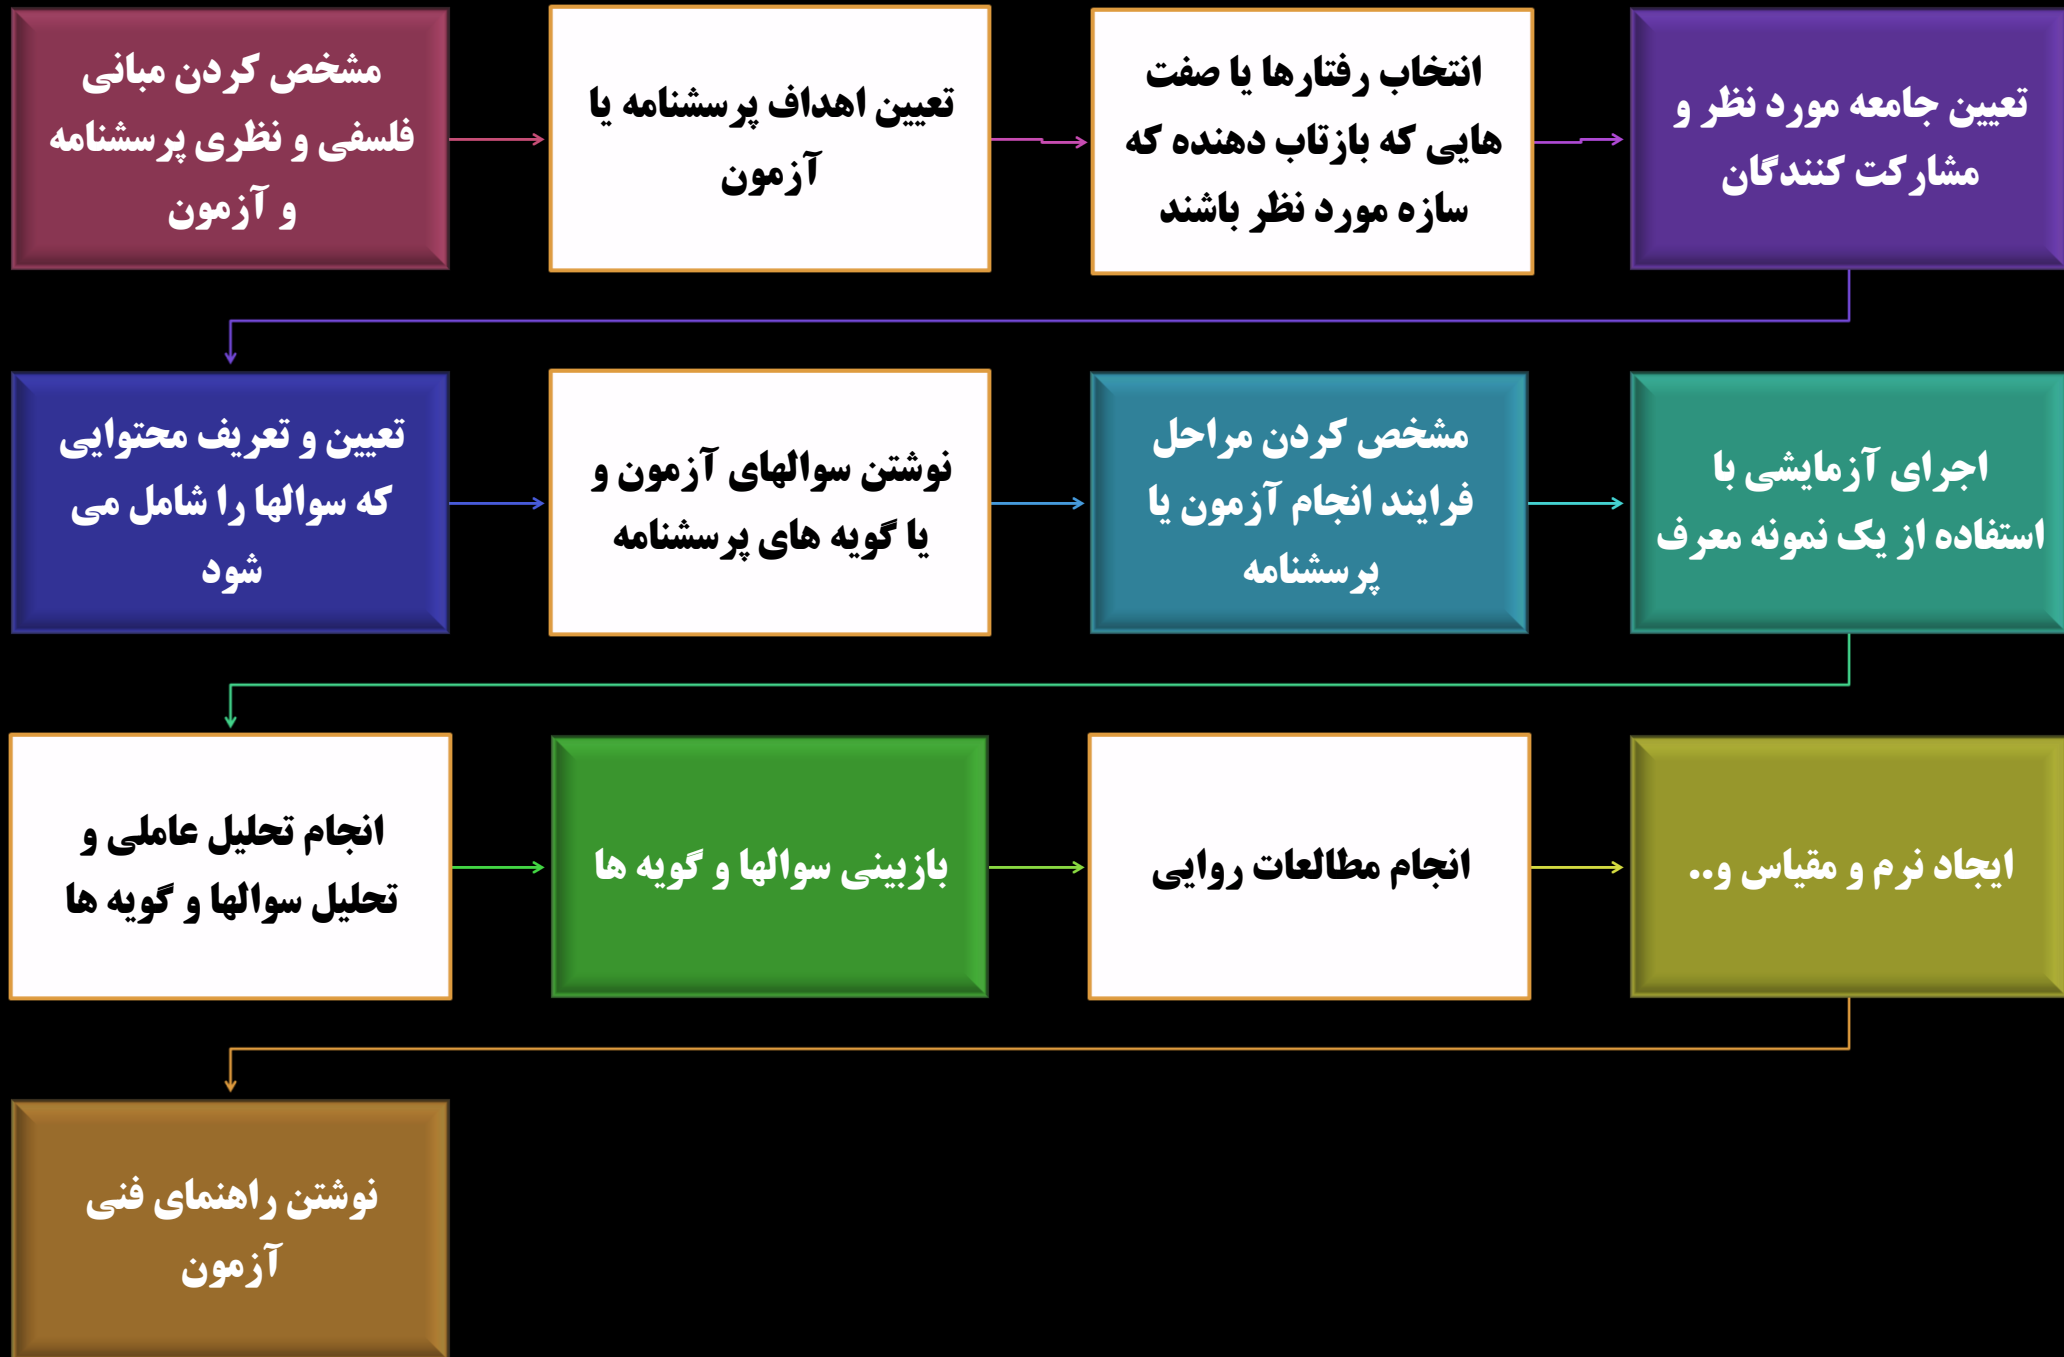 مشخص کردن مبانی
فلسفی و نظری پرسشنامه
و آزمون
تعیین اهداف پرسشنامه یا
آزمون
انتخاب رفتارها یا صفت
هایی که بازتاب دهنده که
سازه مورد نظر باشند
تعیین جامعه مورد نظر و
مشارکت کنندگان
تعیین و تعریف محتوایی
که سوالها را شامل می
شود
نوشتن سوالهای آزمون و
یا گویه های پرسشنامه
مشخص کردن مراحل
فرایند انجام آزمون یا
پرسشنامه
اجرای آزمایشی با
استفاده از یک نمونه معرف
انجام تحلیل عاملی و
تحلیل سوالها و گویه ها
بازبینی سوالها و گویه ها
انجام مطالعات روایی
ایجاد نرم و مقیاس و..
نوشتن راهنمای فنی
آزمون